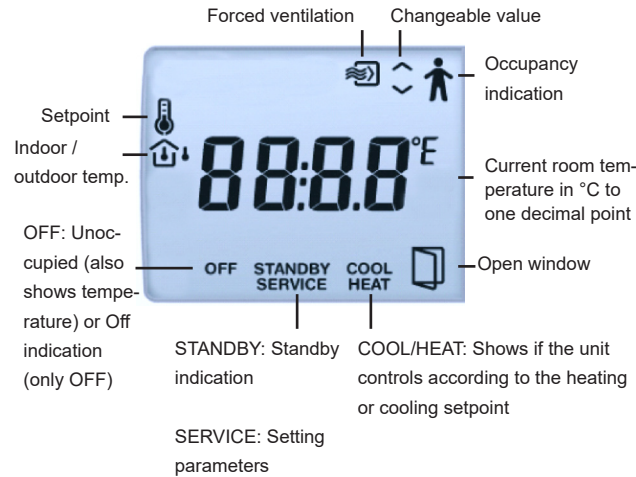 Forced ventilation
Changeable value
Occupancy
indication
Setpoint
Indoor /
outdoor temp.
88:8.8°E
Current room tem-
perature in °C to
one decimal point
OFF: Unoc-
cupied (also
shows tempe-
rature) or Off
indication
(only OFF)
OFF
STANDBY
SERVICE
COOL
HEAT
Open window
STANDBY: Standby
indication
SERVICE: Setting
parameters
COOL/HEAT: Shows if the unit
controls according to the heating
or cooling setpoint